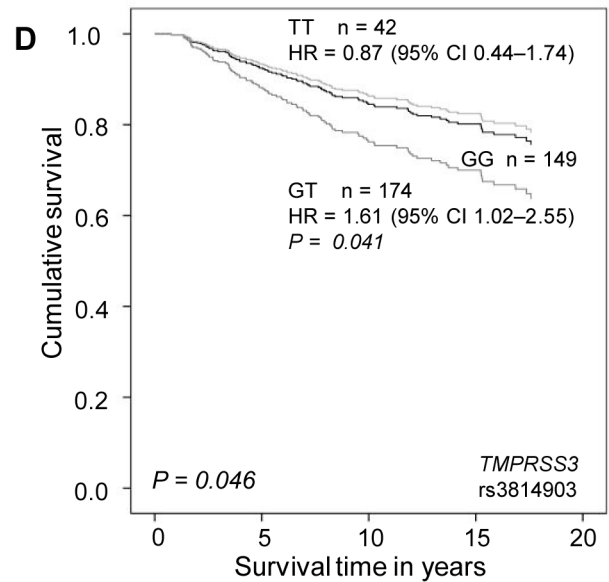 D
TT n = 42
HR = 0.87 (95% CI 0.44–1.74)
GG n = 149
GT n = 174
HR = 1.61 (95% CI 1.02–2.55)
P = 0.041
P = 0.046
TMPRSS3
rs3814903
Cumulative survival
1.0
0.8
0.6
0.4
0.2
0.0
0 5 10 15 20
Survival time in years